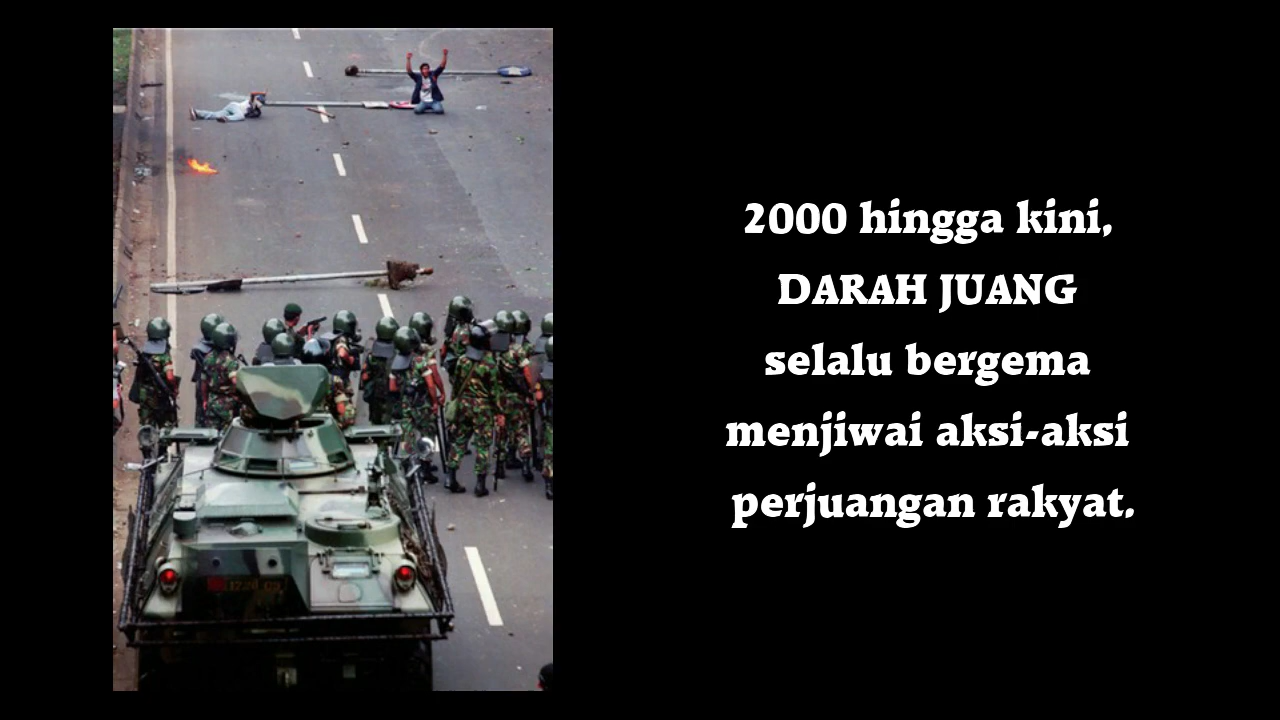 2000 hingga kini,
DARAH JUANG
selalu bergema
menjiwai aksi-aksi
perjuangan rakyat.